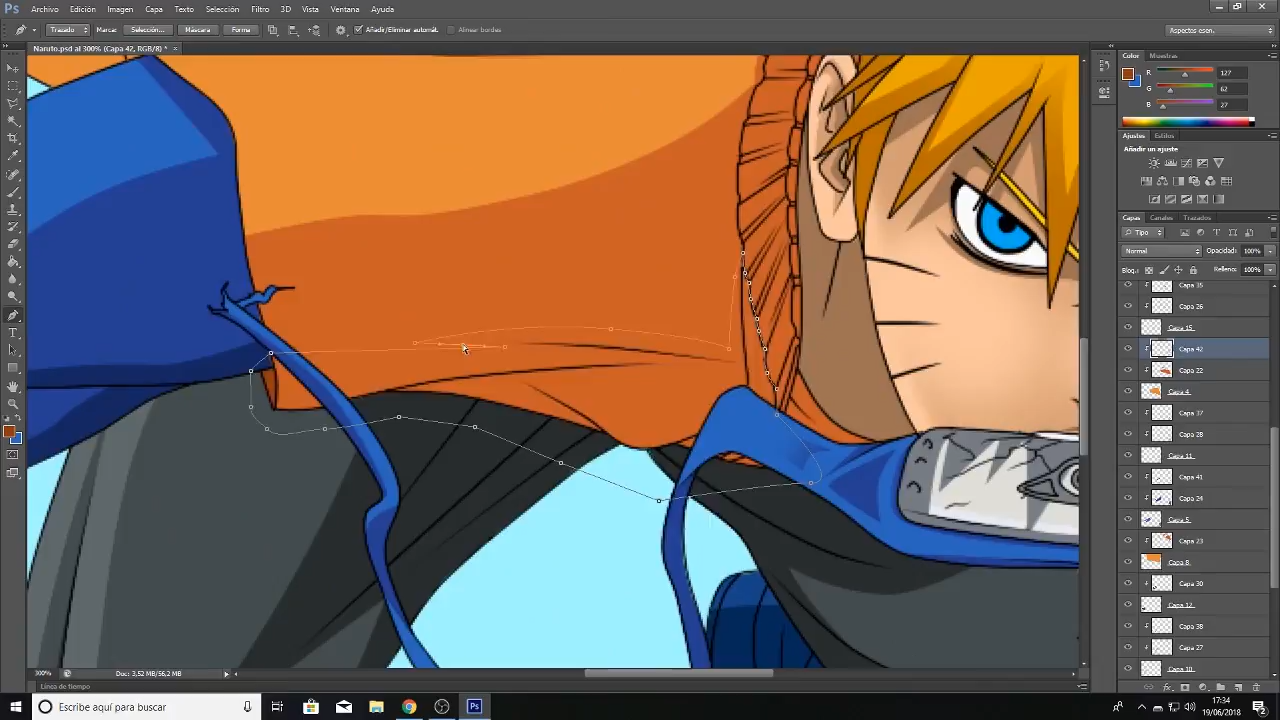 Ps Archivo Edición Imagen Capa Texto Selección Filtro 3D Vista Ventana Ayuda
Trazado Marca: Selección... Máscara Forma Añadir/Eliminar automát. Alinear bordes Aspectos esen.
Naruto.psd al 300% (Capa 42, RGB/8) * ×
Color Muestras
R 127
G 62
B 27
Ajustes Estilos
Añadir un ajuste
Capas Canales Trazados
Tipo
Normal Opacidad: 100%
Bloq.: Relleno: 100%
Capa 35
Capa 26
Capa 15
Capa 42
Capa 22
Capa 4
Capa 37
Capa 28
Capa 11
Capa 41
Capa 24
Capa 5
Capa 23
Capa 8
Capa 30
Capa 12
Capa 38
Capa 27
Capa 10
300% Doc: 3,52 MB/56,2 MB
Línea de tiempo
Escribe aquí para buscar
Ps
17:34
19/06/2018
2